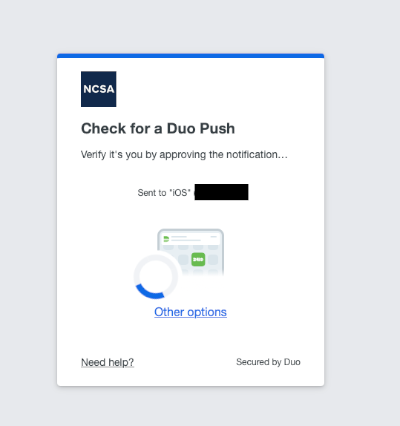 NCSA
Check for a Duo Push
Verify it's you by approving the notification...
Sent to "iOS"
Other options
Need help?
Secured by Duo